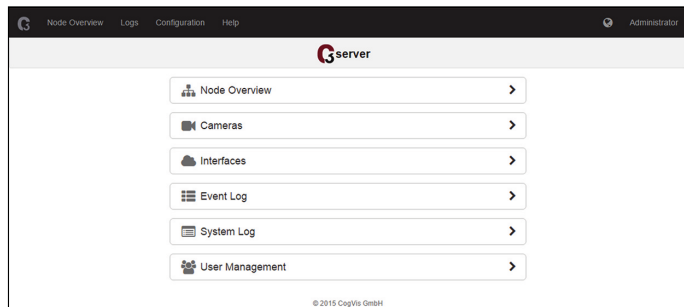 Node Overview Logs Configuration Help Administrator
C3 server
Node Overview
Cameras
Interfaces
Event Log
System Log
User Management
© 2015 CogVis GmbH